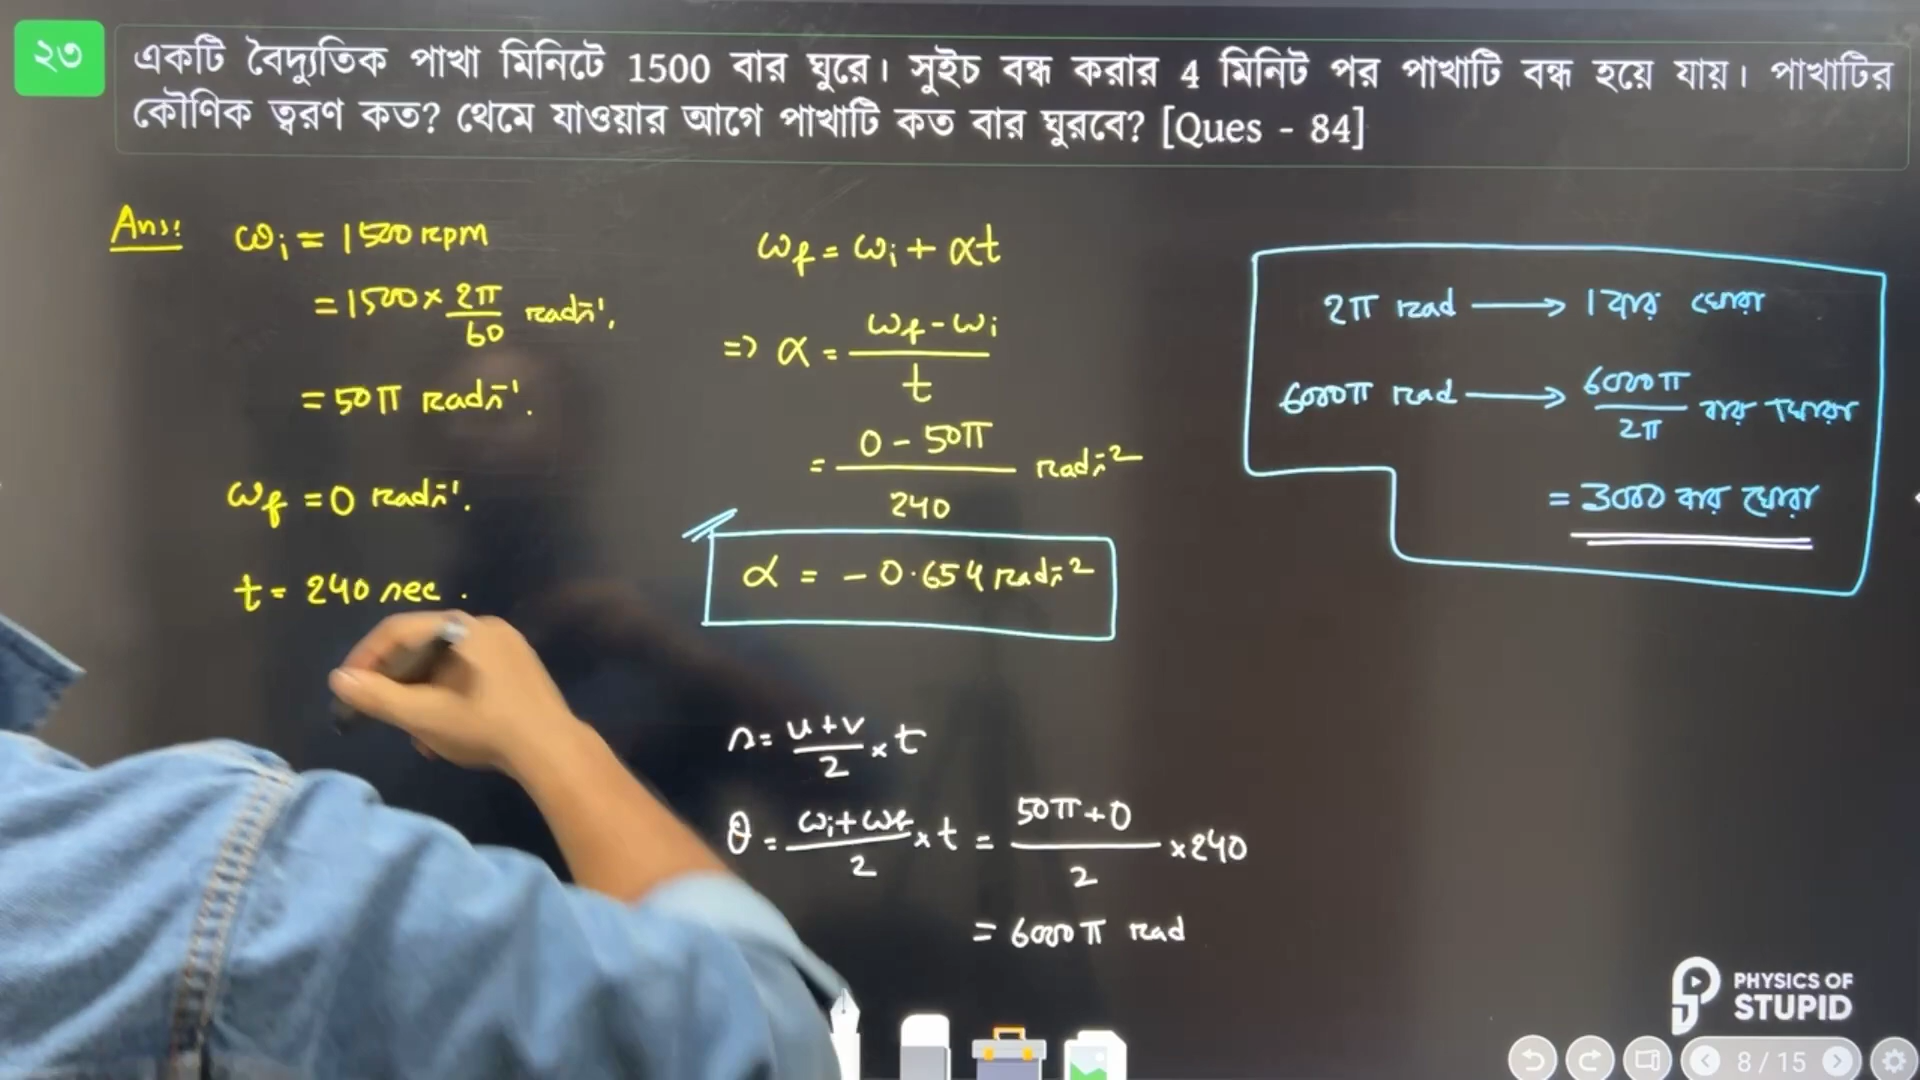 ২৩
একটি বৈদ্যুতিক পাখা মিনিটে 1500 বার ঘুরে। সুইচ বন্ধ করার 4 মিনিট পর পাখাটি বন্ধ হয়ে যায়। পাখাটির
কৌণিক ত্বরণ কত? থেমে যাওয়ার আগে পাখাটি কত বার ঘুরবে? [Ques - 84]
Ans:
ωi = 1500 rpm
= 1500 × 2π/60 rads⁻¹.
= 50π rads⁻¹.
ωf = 0 rads⁻¹.
t = 240 sec.
ωf = ωi + αt
=> α = (ωf - ωi)/t
= (0 - 50π)/240 rads⁻²
α = - 0.654 rads⁻²
s = (u+v)/2 × t
θ = (ωi+ωf)/2 × t = (50π+0)/2 × 240
= 6000π rad
2π rad → 1 বার ঘোরা
6000π rad → 6000π/2π বার ঘোরা
= 3000 বার ঘোরা
PHYSICS OF
STUPID
8 / 15